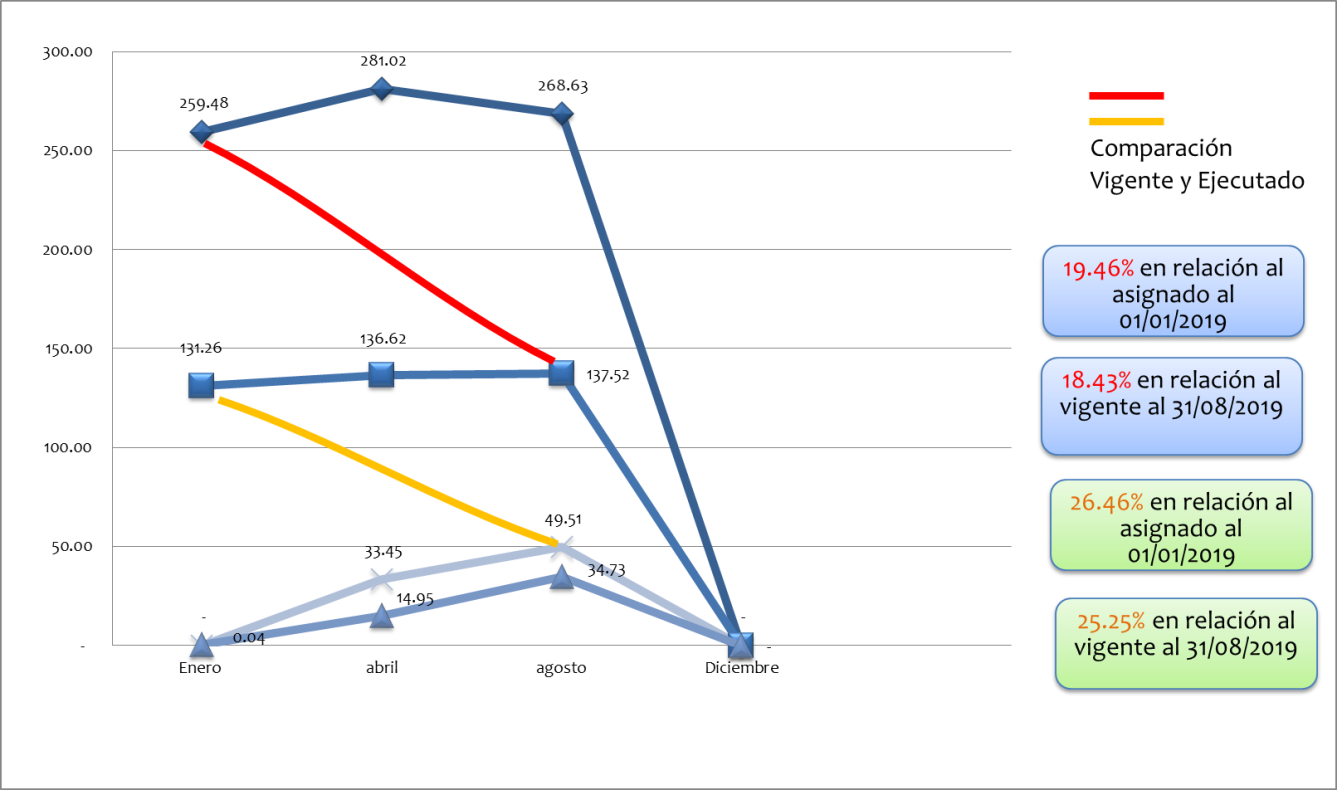 300.00
250.00
200.00
150.00
100.00
50.00
-
259.48
281.02
268.63
131.26
136.62
137.52
33.45
49.51
14.95
34.73
-
0.04
-
-
Enero
abril
agosto
Diciembre
Comparación
Vigente y Ejecutado
19.46% en relación al
asignado al
01/01/2019
18.43% en relación al
vigente al 31/08/2019
26.46% en relación al
asignado al
01/01/2019
25.25% en relación al
vigente al 31/08/2019